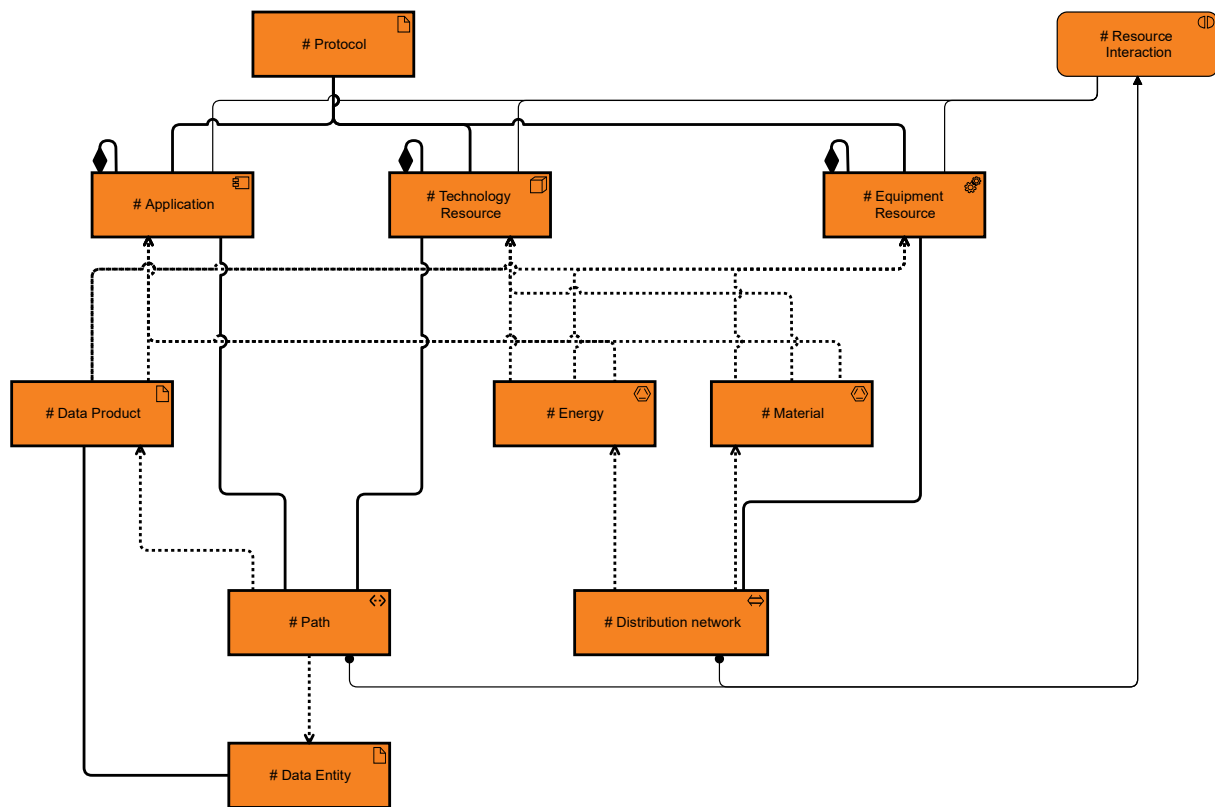 # Protocol
# Resource
Interaction
# Application
# Technology
Resource
# Equipment
Resource
# Data Product
# Energy
# Material
# Path
# Distribution network
# Data Entity